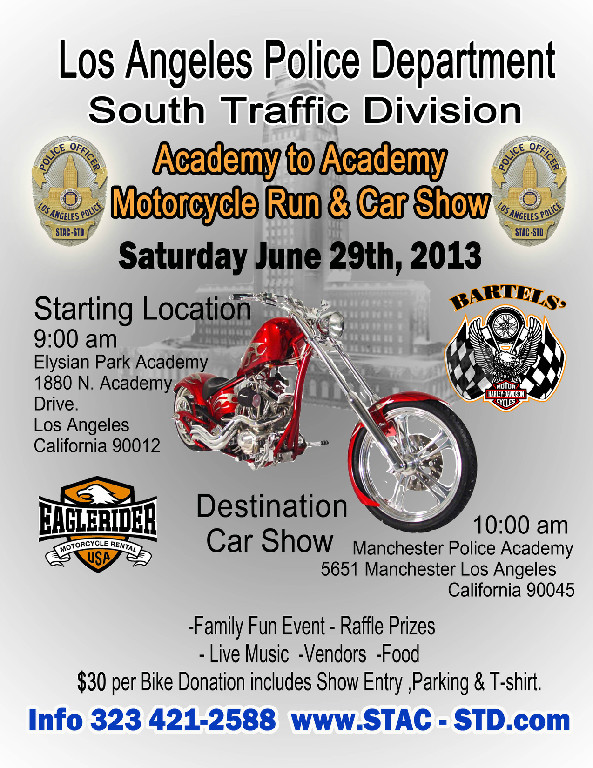 Los Angeles Police Department
South Traffic Division
Academy to Academy
Motorcycle Run & Car Show
POLICE OFFICER
LOS ANGELES POLICE
STAC-STD
POLICE OFFICER
LOS ANGELES POLICE
STAC-STD
Saturday June 29th, 2013
Starting Location
9:00 am
Elysian Park Academy
1880 N. Academy
Drive.
Los Angeles
California 90012
BARTELS'
MOTOR
HARLEY-DAVIDSON
CYCLES
EAGLERIDER
MOTORCYCLE RENTAL
USA
Destination
Car Show
10:00 am
Manchester Police Academy
5651 Manchester Los Angeles
California 90045
-Family Fun Event - Raffle Prizes
- Live Music -Vendors -Food
$30 per Bike Donation includes Show Entry ,Parking & T-shirt.
Info 323 421-2588 www.STAC - STD.com